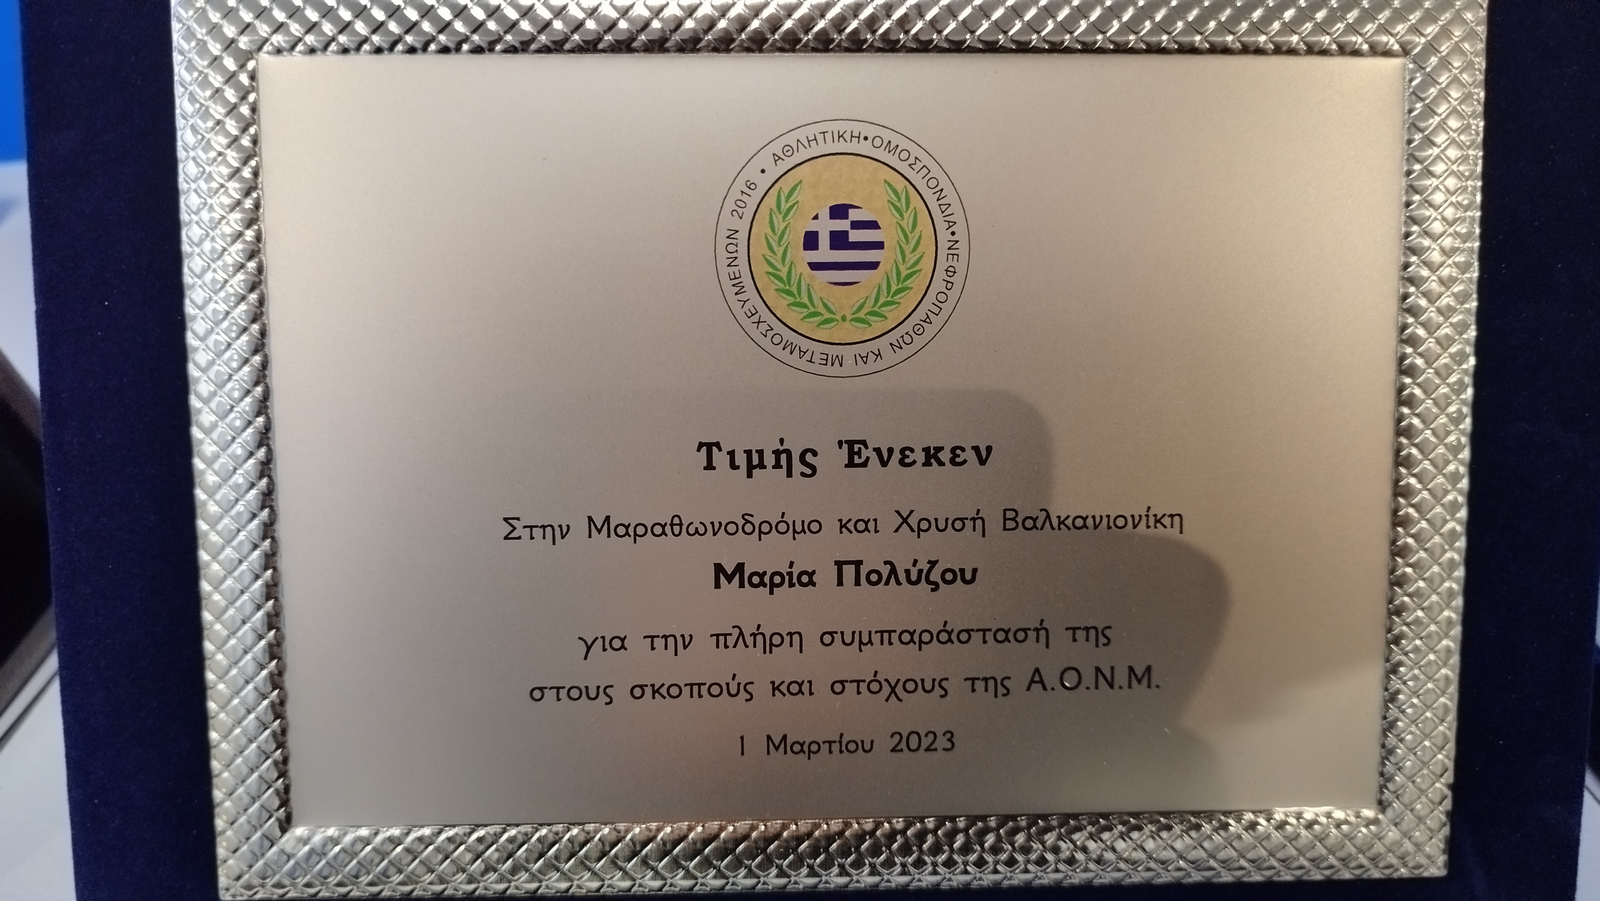 ΑΘΛΗΤΙΚΗ•ΟΜΟΣΠΟΝΔΙΑ•ΝΕΦΡΟΠΑΘΩΝ ΚΑΙ ΜΕΤΑΜΟΣΧΕΥΜΕΝΩΝ 2016 •
Τιμής Ένεκεν
Στην Μαραθωνοδρόμο και Χρυσή Βαλκανιονίκη
Μαρία Πολύζου
για την πλήρη συμπαράστασή της
στους σκοπούς και στόχους της Α.Ο.Ν.Μ.
1 Μαρτίου 2023